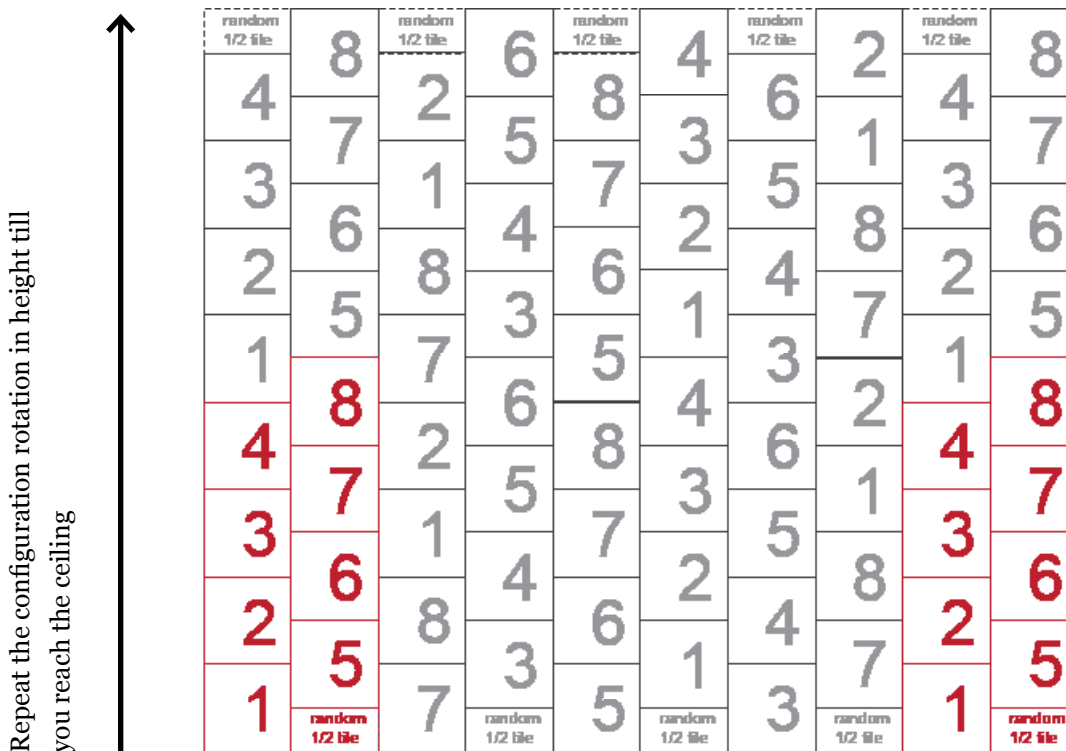 Repeat the configuration rotation in height till
you reach the ceiling
random random random random random
1/2 tile 1/2 tile 1/2 tile 1/2 tile 1/2 tile
8 6 4 2 8
4 2 8 6 4
7 5 3 1 7
3 1 7 5 3
6 4 2 8 6
2 8 6 4 2
5 3 1 7 5
1 7 5 3 1
8 6 4 2 8
4 2 8 6 4
7 5 3 1 7
3 1 7 5 3
6 4 2 8 6
2 8 6 4 2
5 3 1 7 5
1 7 5 3 1
random random random random random
1/2 tile 1/2 tile 1/2 tile 1/2 tile 1/2 tile